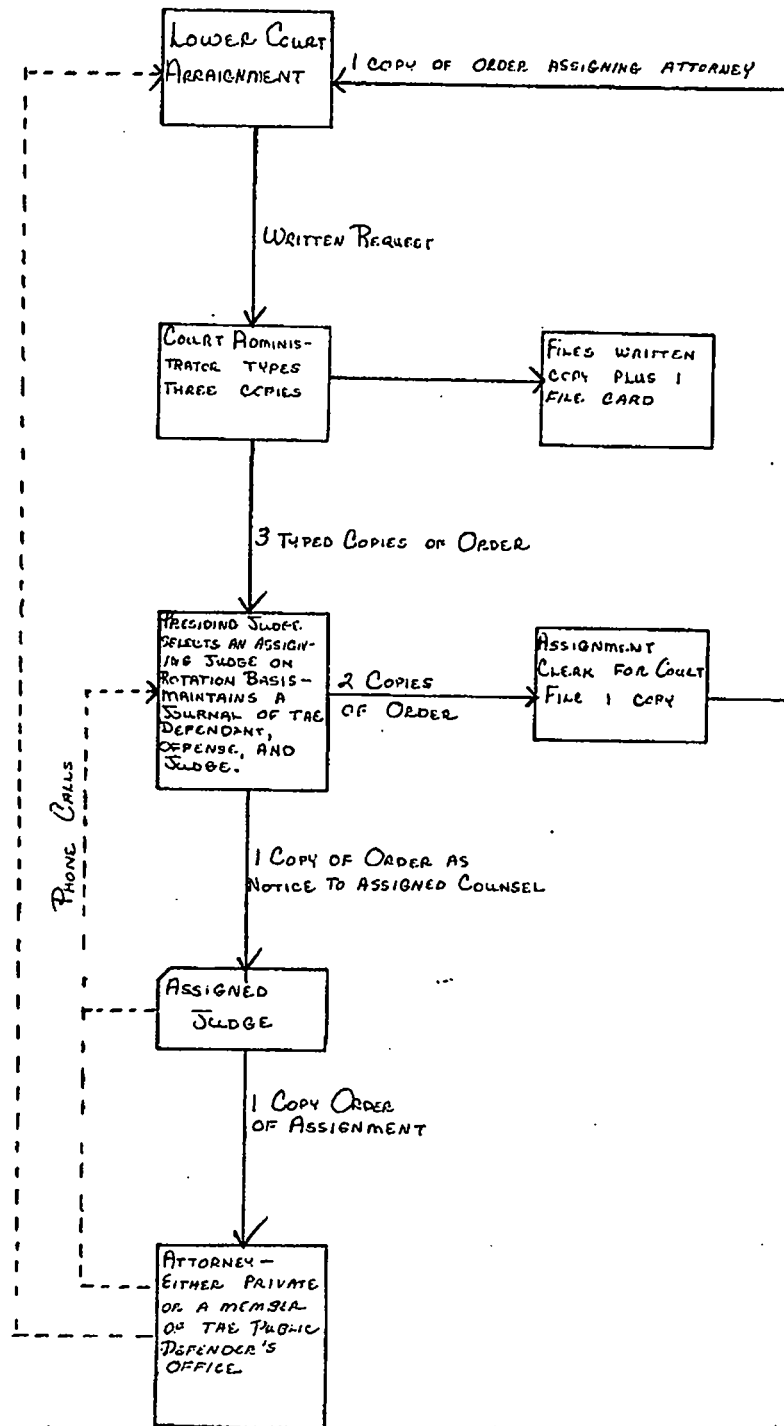 LOWER COURT
ARRAIGNMENT
1 COPY OF ORDER ASSIGNING ATTORNEY
WRITTEN REQUEST
COURT ADMINIS-
TRATOR TYPES
THREE COPIES
FILES WRITTEN
COPY PLUS 1
FILE CARD
3 TYPED COPIES OF ORDER
PRESIDING JUDGE
SELECTS AN ASSIGN-
ING JUDGE ON
ROTATION BASIS-
MAINTAINS A
JOURNAL OF THE
DEFENDANT,
OFFENSE, AND
JUDGE.
2 COPIES
OF ORDER
ASSIGNMENT
CLERK FOR COURT
FILE 1 COPY
PHONE CALLS
1 COPY OF ORDER AS
NOTICE TO ASSIGNED COUNSEL
ASSIGNED
JUDGE
1 COPY ORDER
OF ASSIGNMENT
ATTORNEY-
EITHER PRIVATE
OR A MEMBER
OF THE PUBLIC
DEFENDER'S
OFFICE